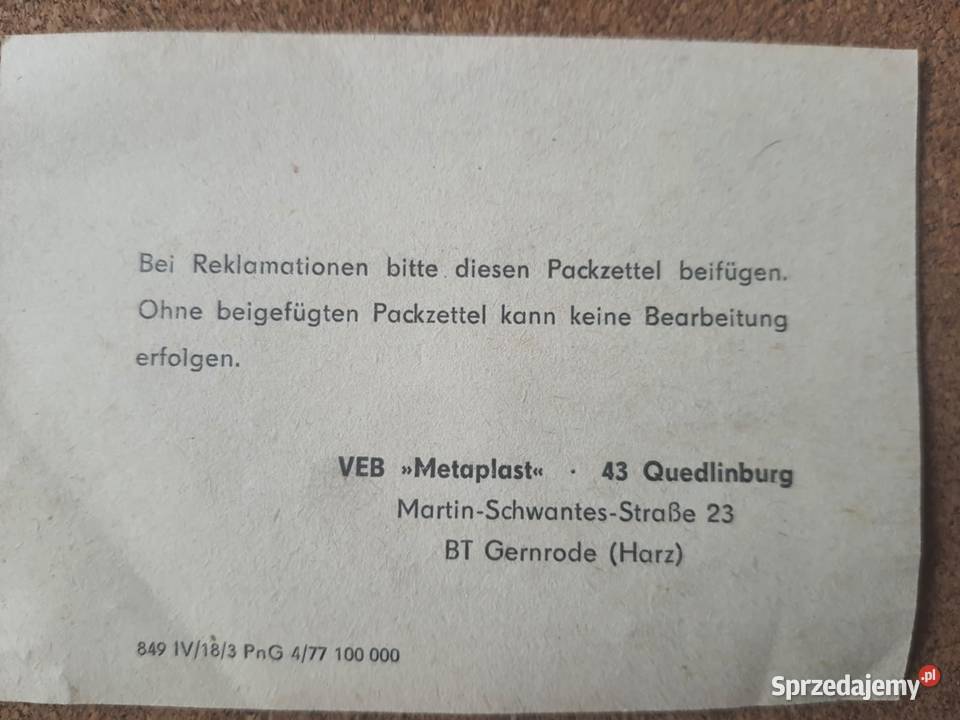 Bei Reklamationen bitte diesen Packzettel beifügen.
Ohne beigefügten Packzettel kann keine Bearbeitung
erfolgen.
VEB »Metaplast« · 43 Quedlinburg
Martin-Schwantes-Straße 23
BT Gernrode (Harz)
849 IV/18/3 PnG 4/77 100 000
Sprzedajemy.pl